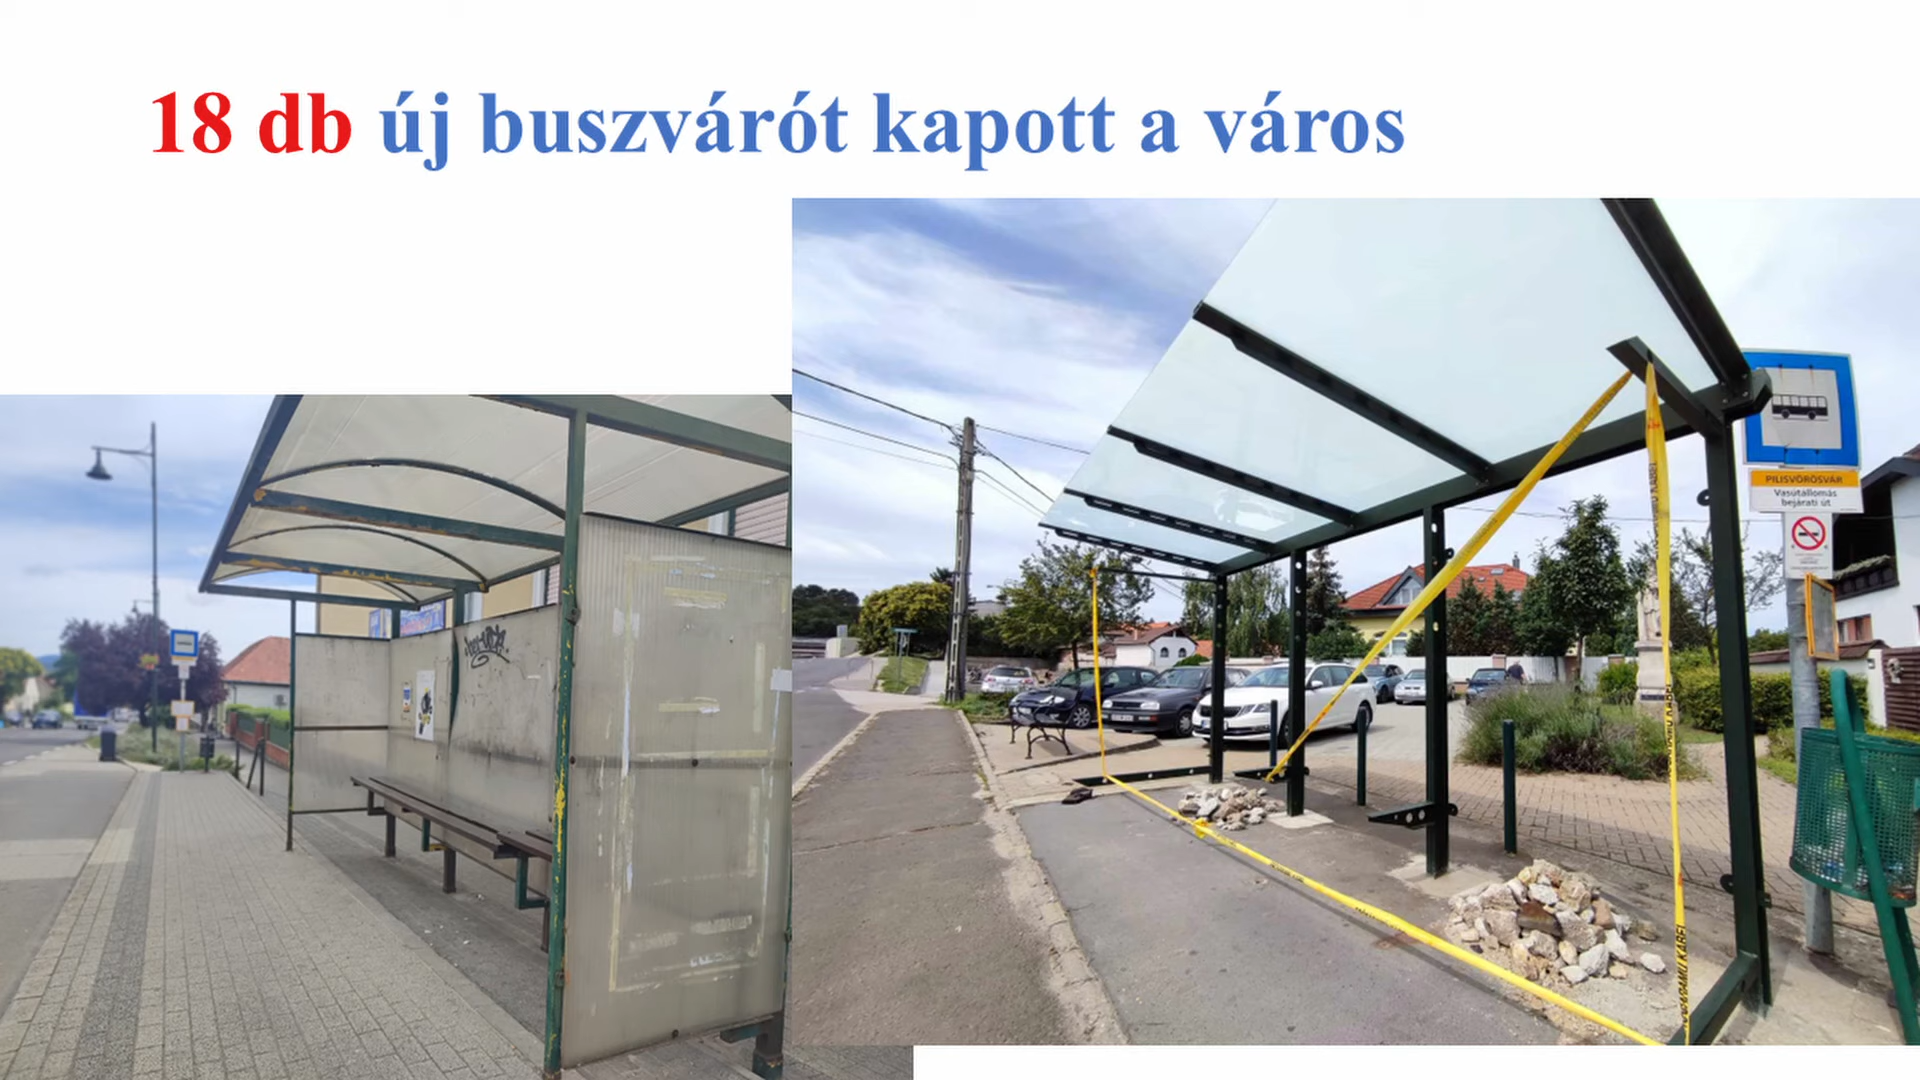 18 db új buszvárót kapott a város
PILISVÖRÖSVÁR
Vasútállomás
bejárati út